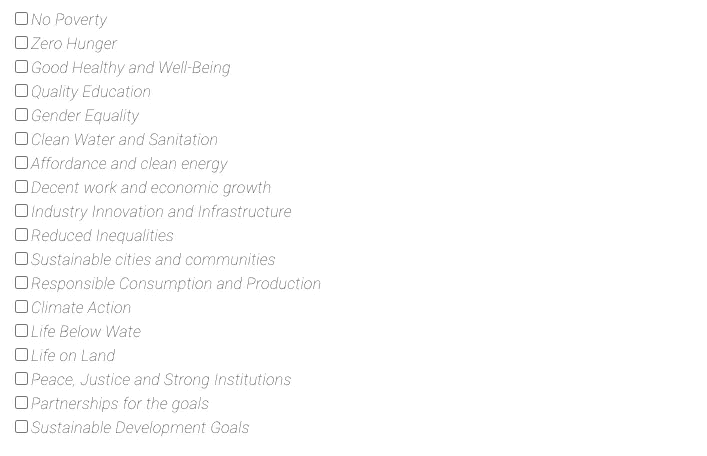 No Poverty
Zero Hunger
Good Healthy and Well-Being
Quality Education
Gender Equality
Clean Water and Sanitation
Affordance and clean energy
Decent work and economic growth
Industry Innovation and Infrastructure
Reduced Inequalities
Sustainable cities and communities
Responsible Consumption and Production
Climate Action
Life Below Wate
Life on Land
Peace, Justice and Strong Institutions
Partnerships for the goals
Sustainable Development Goals